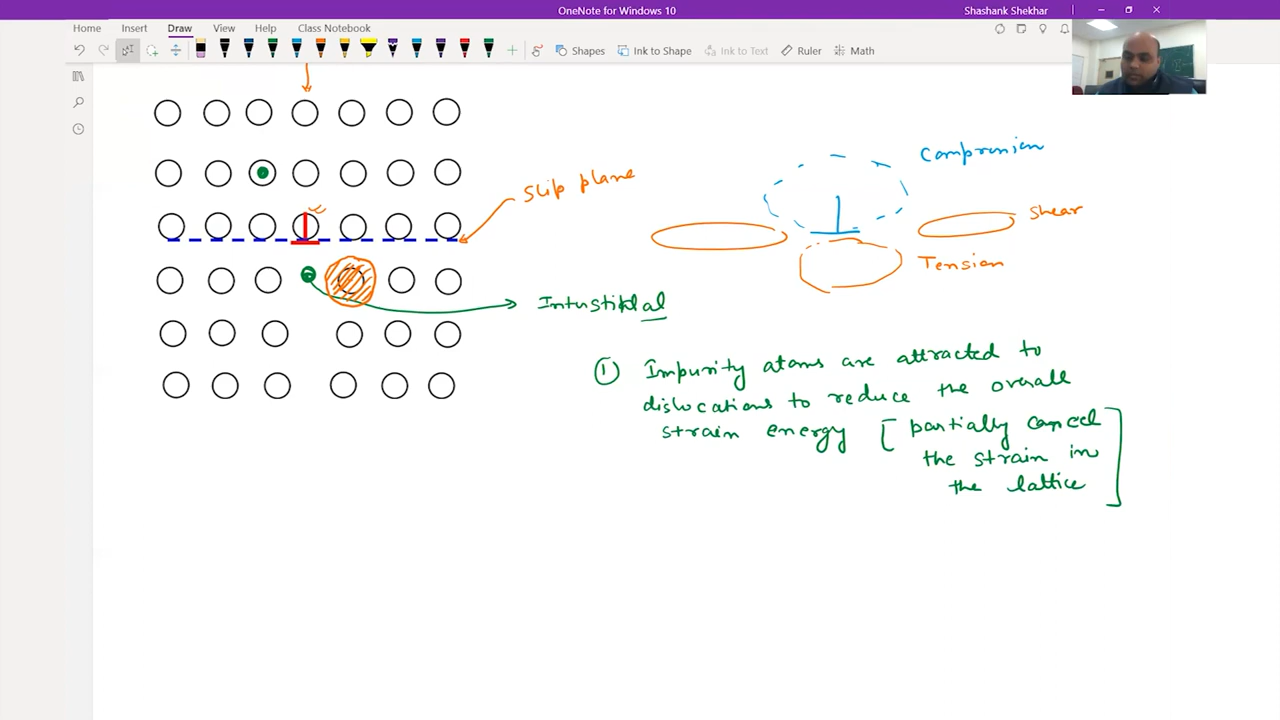 OneNote for Windows 10
Shashank Shekhar
Home Insert Draw View Help Class Notebook
Shapes Ink to Shape Ink to Text Ruler Math
Slip plane
Compression
Shear
Tension
Interstitial
① Impurity atoms are attracted to
dislocations to reduce the overall
strain energy [partially cancel
the strain in
the lattice]